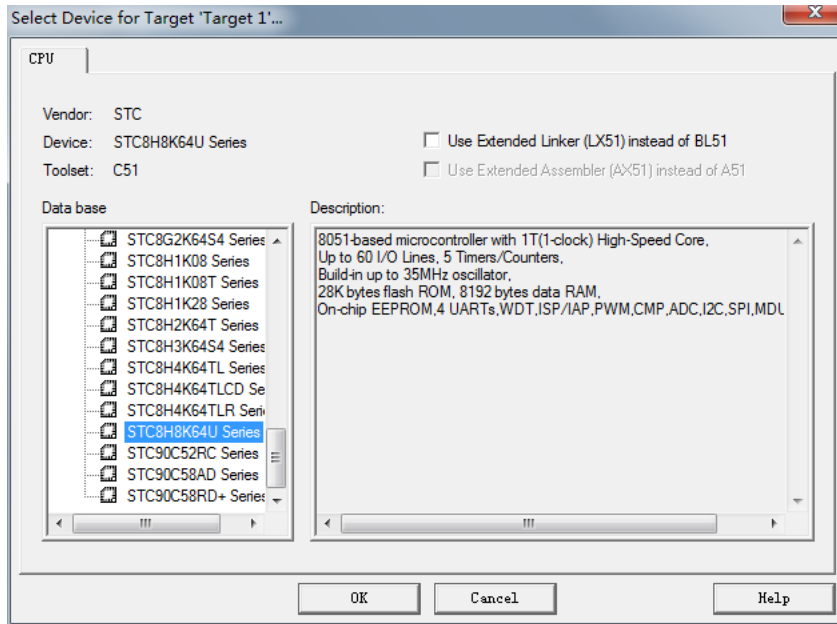 Select Device for Target 'Target 1'...
CPU
Vendor: STC
Device: STC8H8K64U Series
Toolset: C51
Use Extended Linker (LX51) instead of BL51
Use Extended Assembler (AX51) instead of A51
Data base
STC8G2K64S4 Series
STC8H1K08 Series
STC8H1K08T Series
STC8H1K28 Series
STC8H2K64T Series
STC8H3K64S4 Series
STC8H4K64TL Series
STC8H4K64TLCD Se
STC8H4K64TLR Seri
STC8H8K64U Series
STC90C52RC Series
STC90C58AD Series
STC90C58RD+ Series
Description:
8051-based microcontroller with 1T(1-clock) High-Speed Core,
Up to 60 I/O Lines, 5 Timers/Counters,
Build-in up to 35MHz oscillator,
28K bytes flash ROM, 8192 bytes data RAM,
On-chip EEPROM,4 UARTs,WDT,ISP/IAP,PWM,CMP,ADC,I2C,SPI,MDU
OK
Cancel
Help